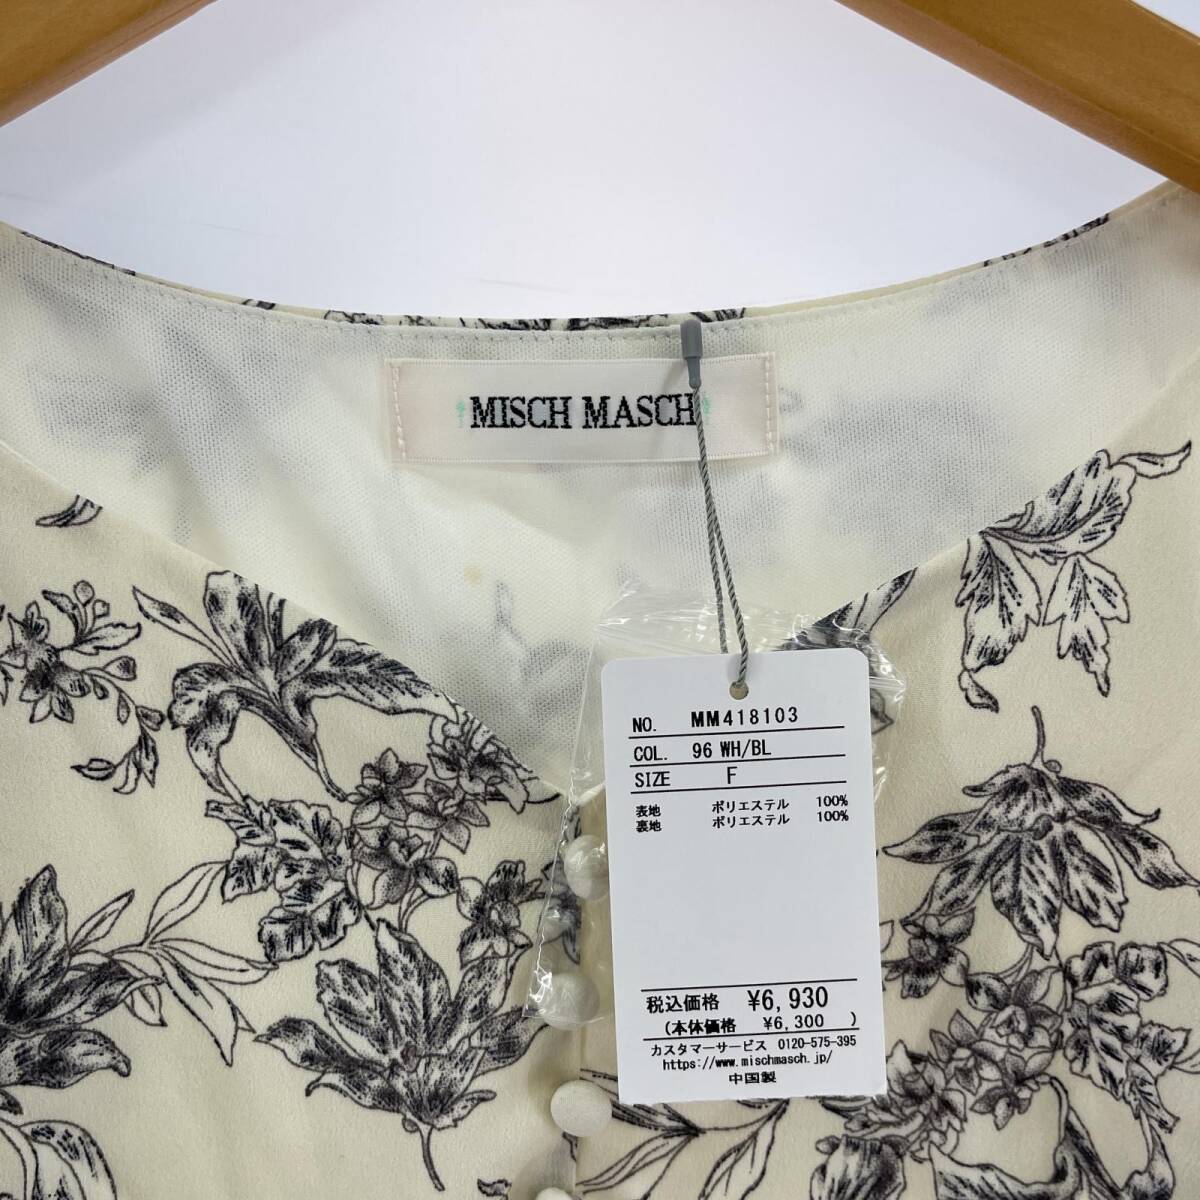 MISCH MASCH
NO. MM418103
COL. 96 WH/BL
SIZE F
表地 ポリエステル 100%
裏地 ポリエステル 100%
税込価格 ¥6,930
(本体価格 ¥6,300 )
カスタマーサービス 0120-575-395
https://www.mischmasch.jp/
中国製